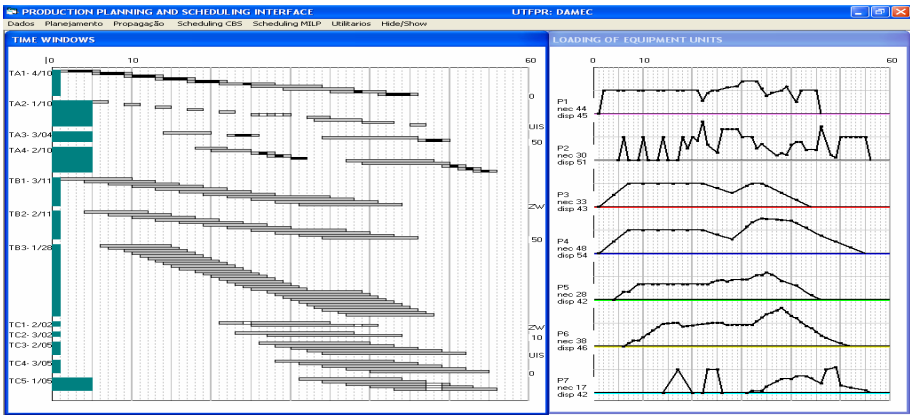 PRODUCTION PLANNING AND SCHEDULING INTERFACE UTFPR: DAMEC
Dados Planejamento Propagação Scheduling CBS Scheduling MILP Utilitarios Hide/Show
TIME WINDOWS
0 10 60
TA1- 4/10
0
TA2- 1/10
UIS
TA3- 3/04
50
TA4- 2/10
TB1- 3/11
ZW
TB2- 2/11
50
TB3- 1/28
TC1- 2/02
ZW
TC2- 3/02
10
TC3- 2/05
UIS
TC4- 3/05
0
TC5- 1/05
LOADING OF EQUIPMENT UNITS
0 10 60
P1
nec 44
disp 45
P2
nec 30
disp 51
P3
nec 33
disp 43
P4
nec 48
disp 54
P5
nec 28
disp 42
P6
nec 38
disp 46
P7
nec 17
disp 42